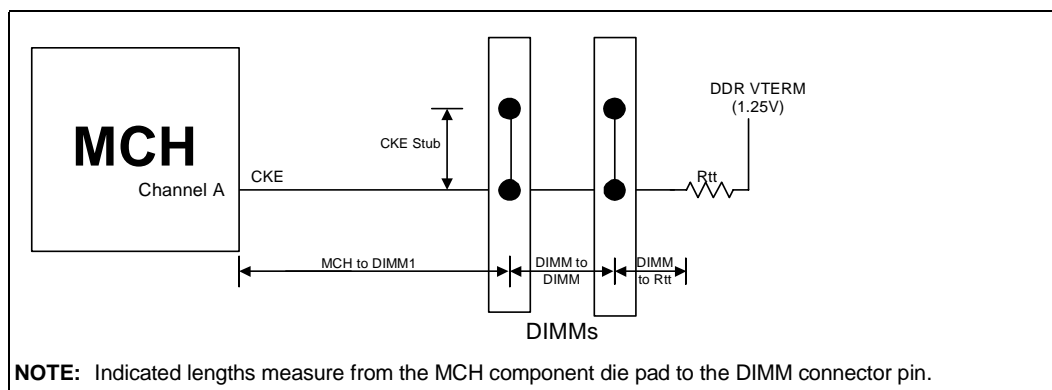 DDR VTERM
(1.25V)
MCH
CKE Stub
Channel A
CKE
Rtt
MCH to DIMM1
DIMM to
DIMM
DIMM
to Rtt
DIMMs
NOTE: Indicated lengths measure from the MCH component die pad to the DIMM connector pin.